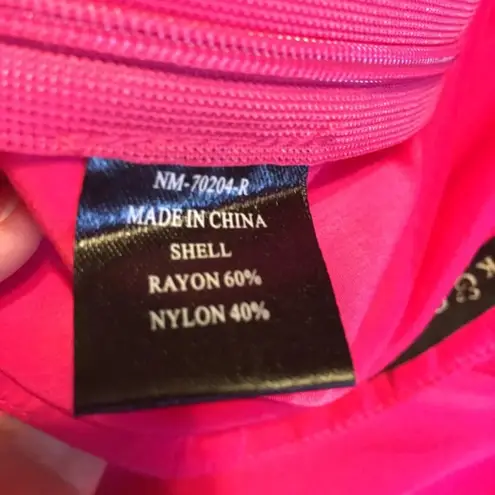 NM-70204-R
MADE IN CHINA
SHELL
RAYON 60%
NYLON 40%